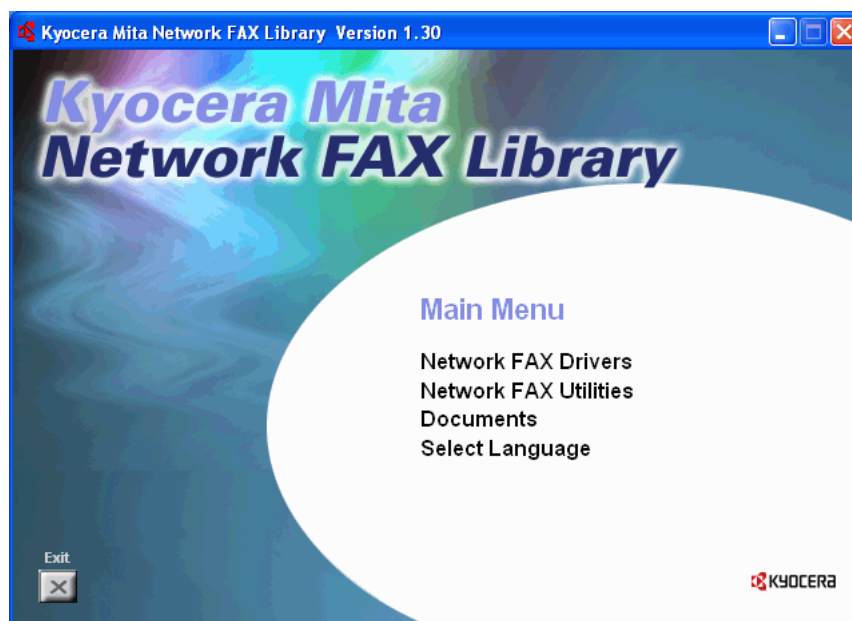 Kyocera Mita Network FAX Library Version 1.30
Kyocera Mita
Network FAX Library
Main Menu
Network FAX Drivers
Network FAX Utilities
Documents
Select Language
Exit
KYOCERA